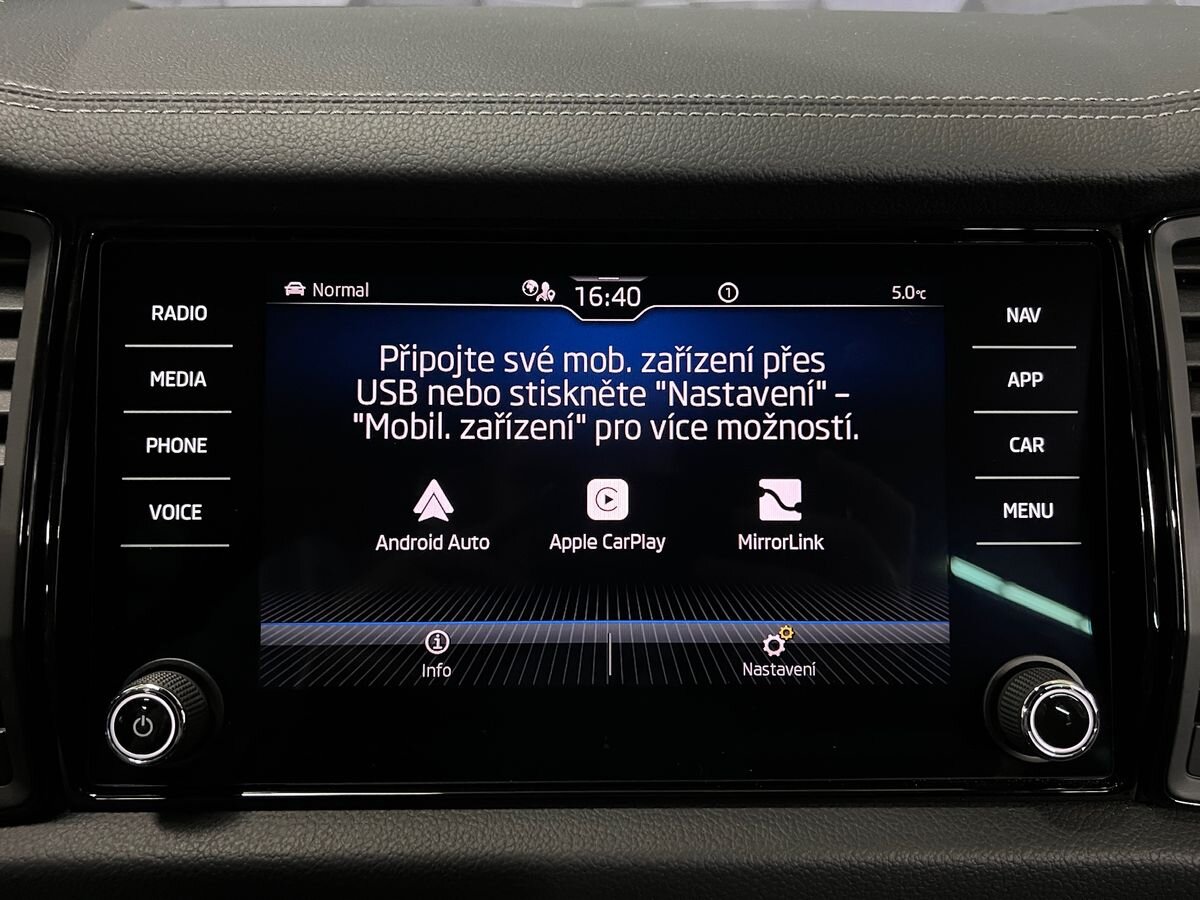 Normal 16:40 1 5.0°C
RADIO
MEDIA
PHONE
VOICE
Připojte své mob. zařízení přes
USB nebo stiskněte "Nastavení" –
"Mobil. zařízení" pro více možností.
Android Auto Apple CarPlay MirrorLink
Info Nastavení
NAV
APP
CAR
MENU